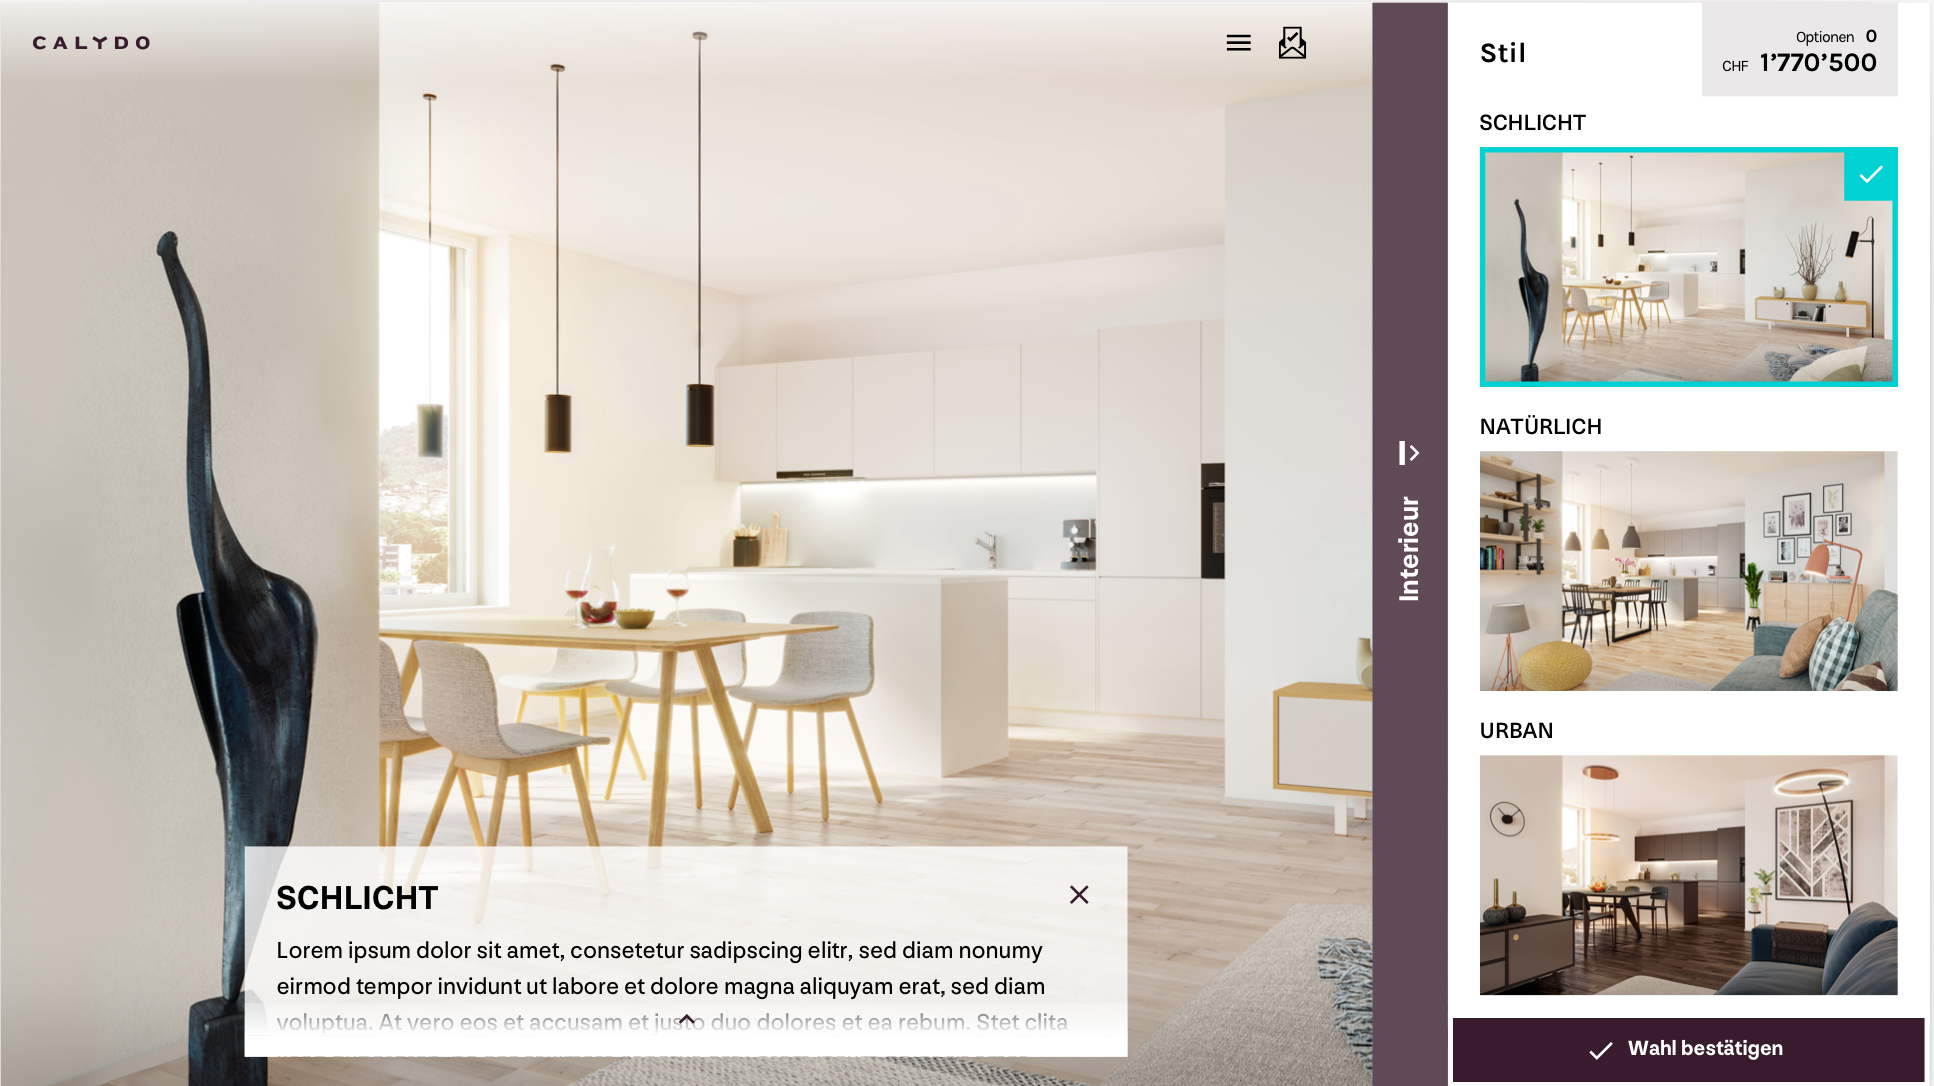 CALYDO
Stil
Optionen 0
CHF 1’770’500
SCHLICHT
NATÜRLICH
URBAN
Interieur
SCHLICHT
Lorem ipsum dolor sit amet, consetetur sadipscing elitr, sed diam nonumy
eirmod tempor invidunt ut labore et dolore magna aliquyam erat, sed diam
voluptua. At vero eos et accusam et justo duo dolores et ea rebum. Stet clita
Wahl bestätigen